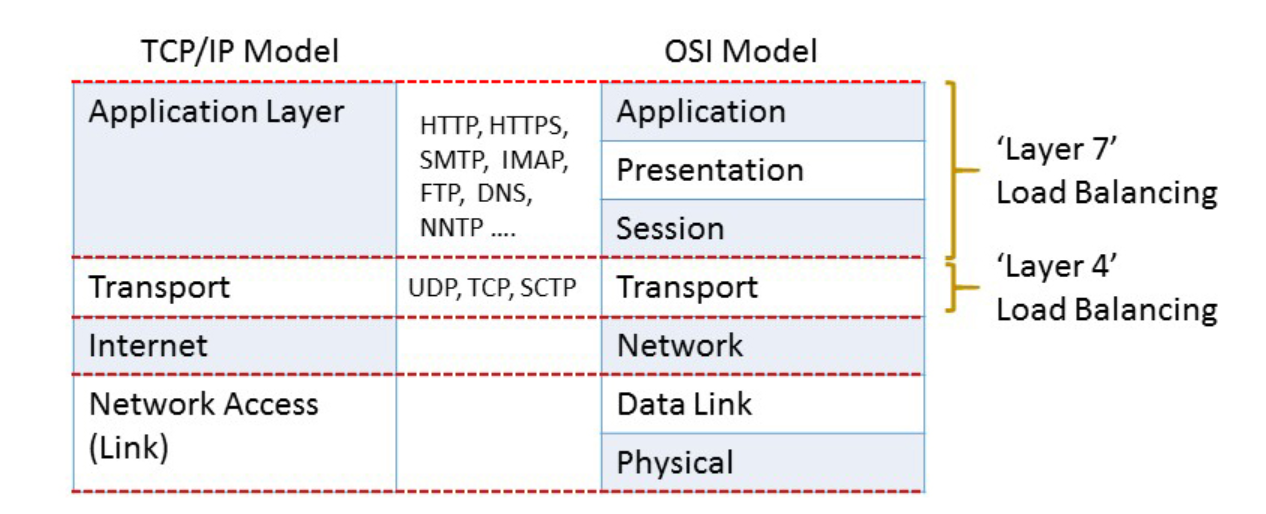 TCP/IP Model
OSI Model
Application Layer
HTTP, HTTPS,
SMTP, IMAP,
FTP, DNS,
NNTP ....
Application
Presentation
Session
'Layer 7'
Load Balancing
Transport
UDP, TCP, SCTP
Transport
'Layer 4'
Load Balancing
Internet
Network
Network Access
(Link)
Data Link
Physical